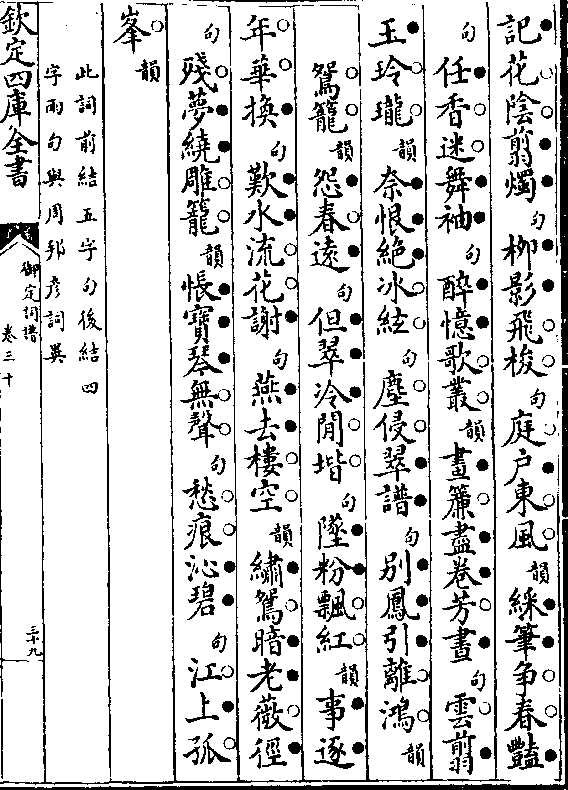 記花陰翦燭句栁影飛梭句庭戶東風韻綵筆争春豔
句任香迷舞袖句醉憶歌叢韻畫簾盡卷芳晝句雲翦
玉玲瓏韻奈恨絶冰絃句塵侵翠譜句别鳳引離鴻韻
鴛籠韻怨春逺句但翠冷閒堦句墜粉飄紅韻事逐
年華換句歎水流花謝句燕去樓空韻繡鴛暗老薇徑
句殘夢繞雕籠韻悵寳琴無聲句愁痕沁碧句江上孤
峯韻
此詞前結五字句後結四
字兩句與周邦彦詞異
欽定四庫全書
御定詞譜
卷三十
三十九